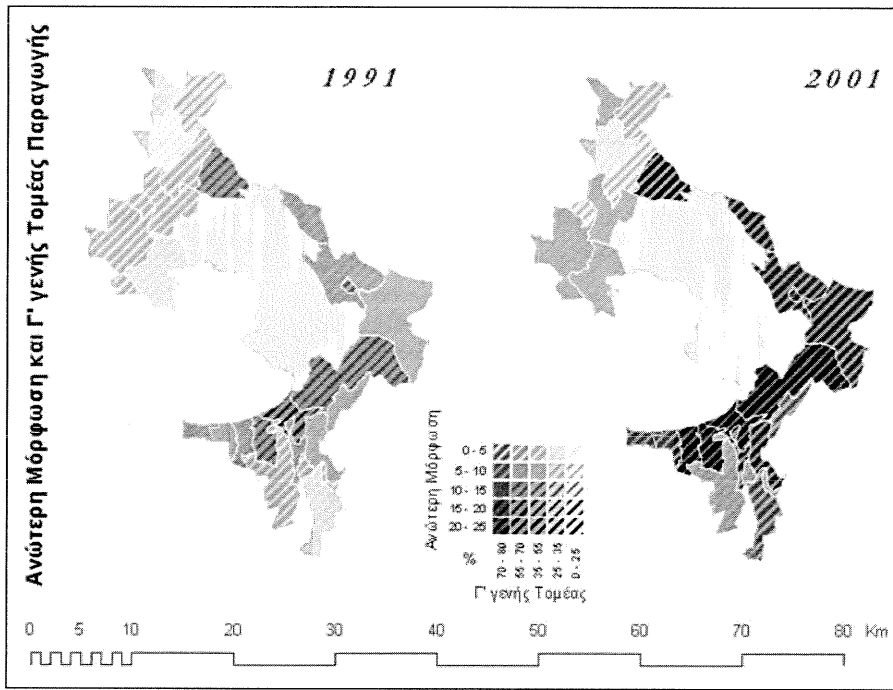 Ανώτερη Μόρφωση και Γ' γενής Τομέας Παραγωγής
1991
2001
Ανώτερη Μόρφωση
0 - 5
5 - 10
10 - 15
15 - 20
20 - 25
%
70 - 80
55 - 70
35 - 55
25 - 35
0 - 25
Γ' γενής Τομέας
0 10 20 30 40 50 60 70 80 Km